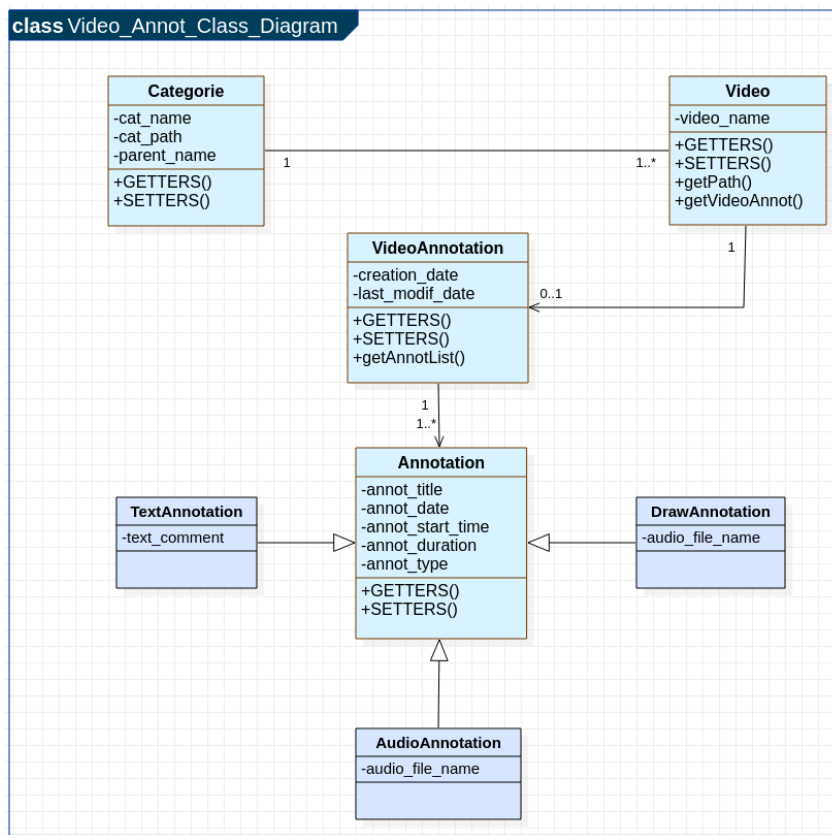 class Video_Annot_Class_Diagram
Categorie
-cat_name
-cat_path
-parent_name
+GETTERS()
+SETTERS()
1
1..*
Video
-video_name
+GETTERS()
+SETTERS()
+getPath()
+getVideoAnnot()
1
0..1
VideoAnnotation
-creation_date
-last_modif_date
+GETTERS()
+SETTERS()
+getAnnotList()
1
1..*
Annotation
-annot_title
-annot_date
-annot_start_time
-annot_duration
-annot_type
+GETTERS()
+SETTERS()
TextAnnotation
-text_comment
DrawAnnotation
-audio_file_name
AudioAnnotation
-audio_file_name